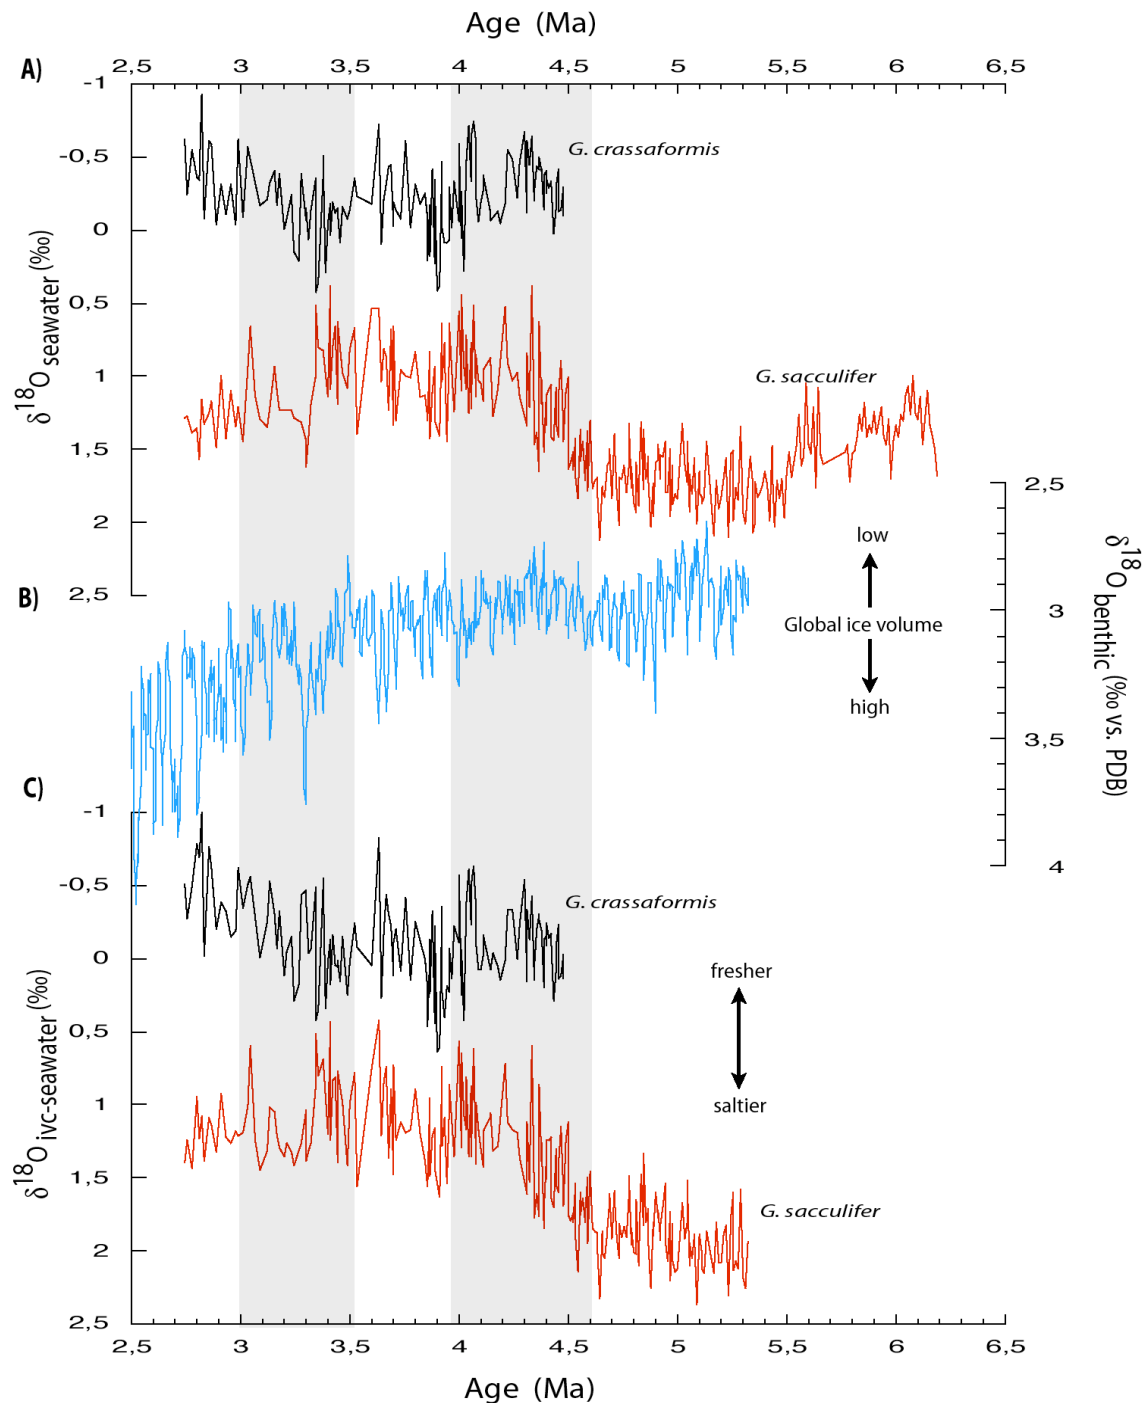 Age (Ma)
A)
2,5 3 3,5 4 4,5 5 5,5 6 6,5
-1
-0,5
0
0,5
1
1,5
2
2,5
δ18O seawater (‰)
G. crassaformis
G. sacculifer
B)
2,5
3
3,5
4
δ18O benthic (‰ vs. PDB)
low
Global ice volume
high
C)
-1
-0,5
0
0,5
1
1,5
2
2,5
δ18O ivc-seawater (‰)
G. crassaformis
fresher
saltier
G. sacculifer
2,5 3 3,5 4 4,5 5 5,5 6 6,5
Age (Ma)